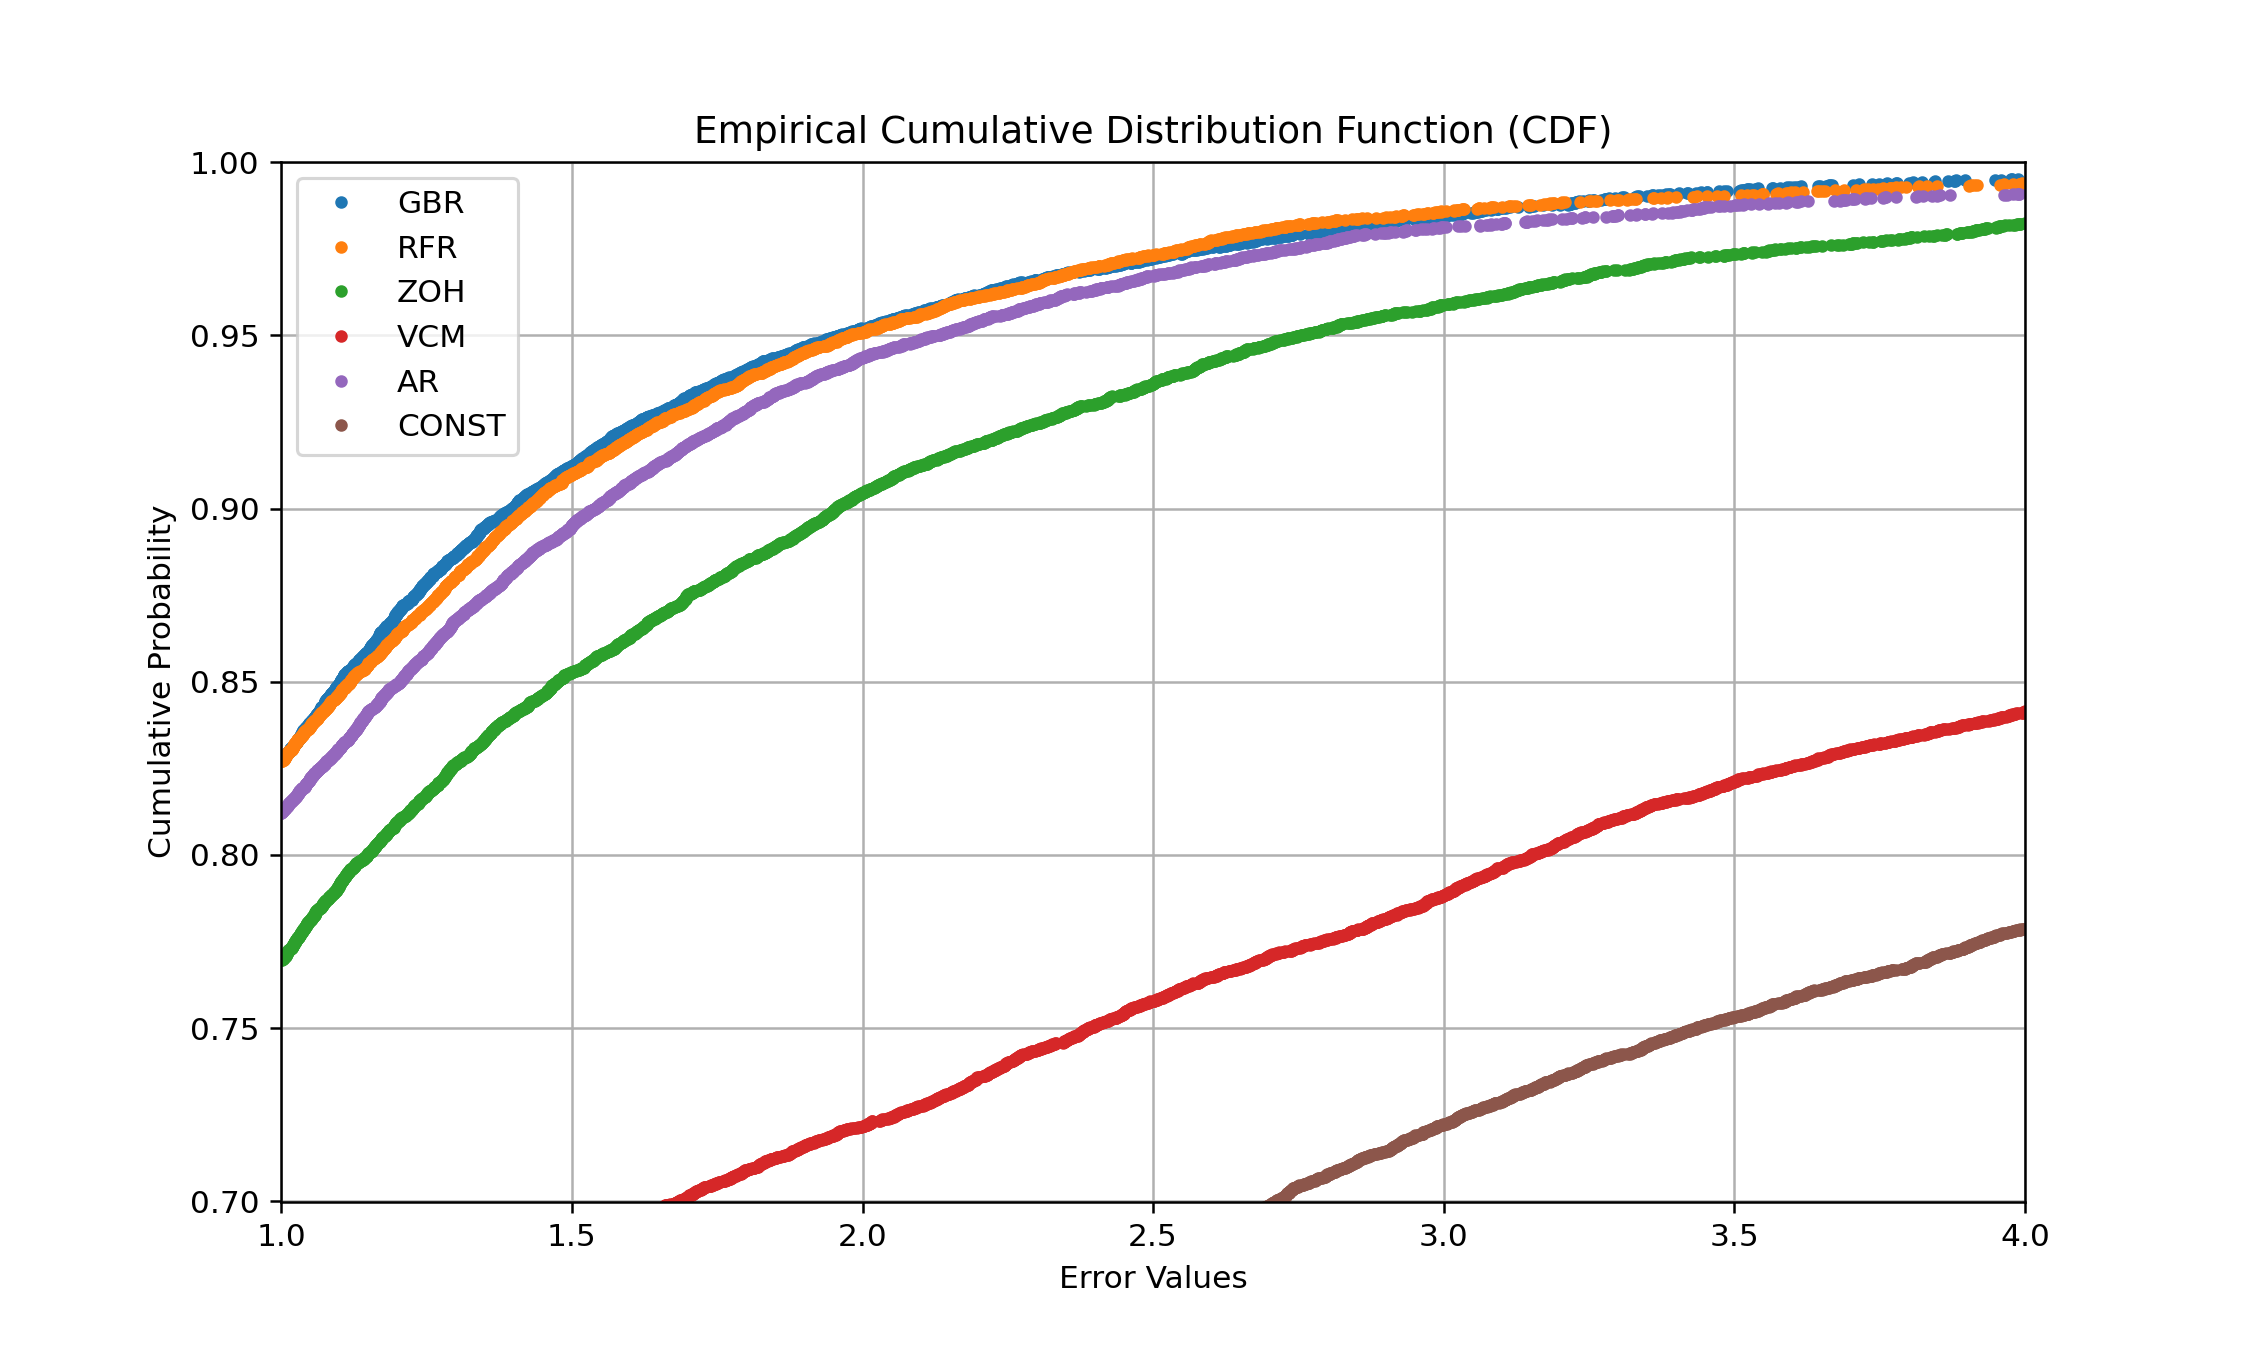 Empirical Cumulative Distribution Function (CDF)
1.00
0.95
0.90
0.85
0.80
0.75
0.70
Cumulative Probability
GBR
RFR
ZOH
VCM
AR
CONST
1.0 1.5 2.0 2.5 3.0 3.5 4.0
Error Values